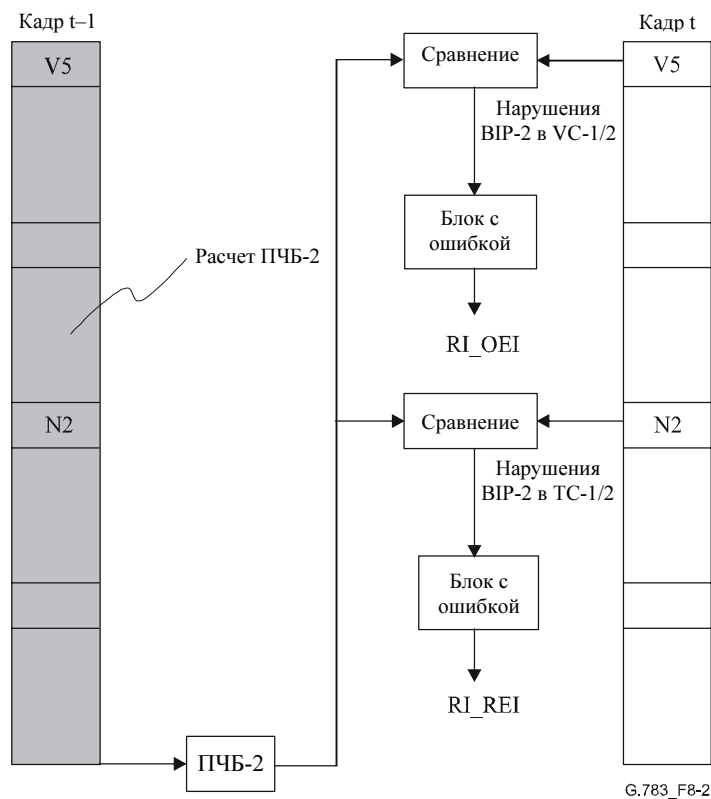 Кадр t–1
Кадр t
V5
Сравнение
V5
Нарушения
BIP-2 в VC-1/2
Блок с
ошибкой
Расчет ПЧБ-2
RI_OEI
N2
Сравнение
N2
Нарушения
BIP-2 в TC-1/2
Блок с
ошибкой
RI_REI
ПЧБ-2
G.783_F8-2